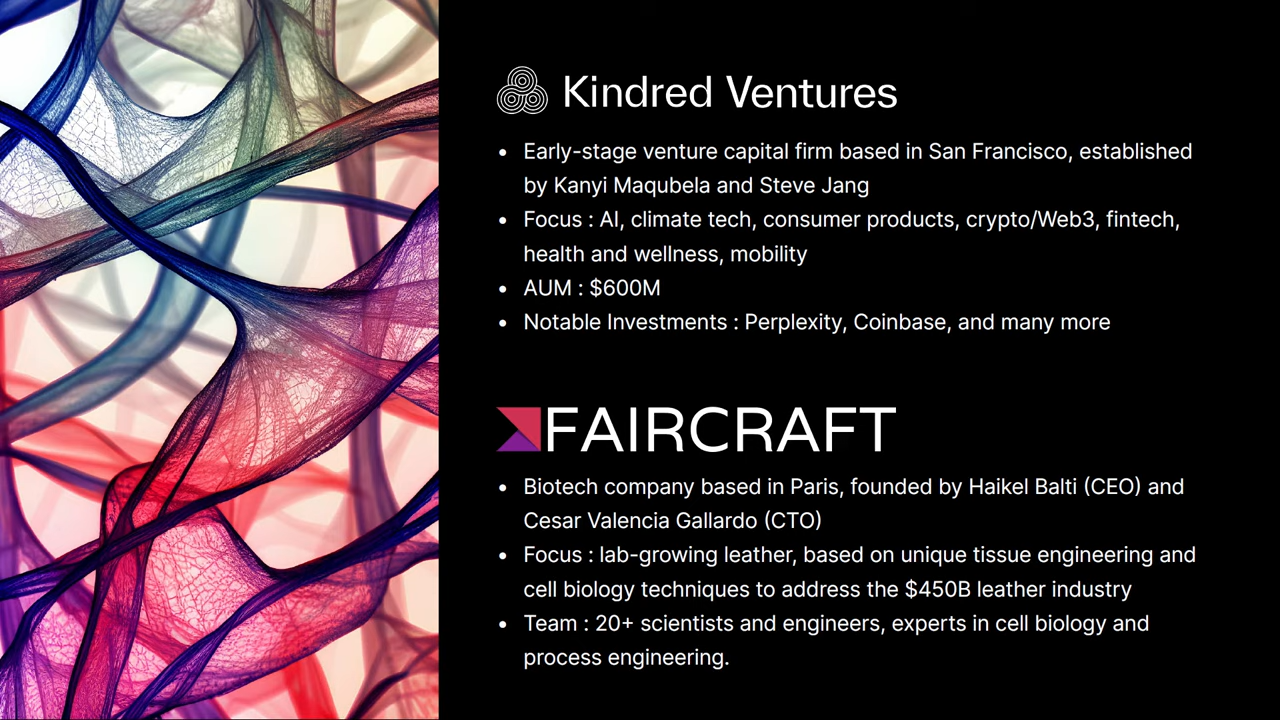 Kindred Ventures
• Early-stage venture capital firm based in San Francisco, established
by Kanyi Maqubela and Steve Jang
• Focus : AI, climate tech, consumer products, crypto/Web3, fintech,
health and wellness, mobility
• AUM : $600M
• Notable Investments : Perplexity, Coinbase, and many more
FAIRCRAFT
• Biotech company based in Paris, founded by Haikel Balti (CEO) and
Cesar Valencia Gallardo (CTO)
• Focus : lab-growing leather, based on unique tissue engineering and
cell biology techniques to address the $450B leather industry
• Team : 20+ scientists and engineers, experts in cell biology and
process engineering.